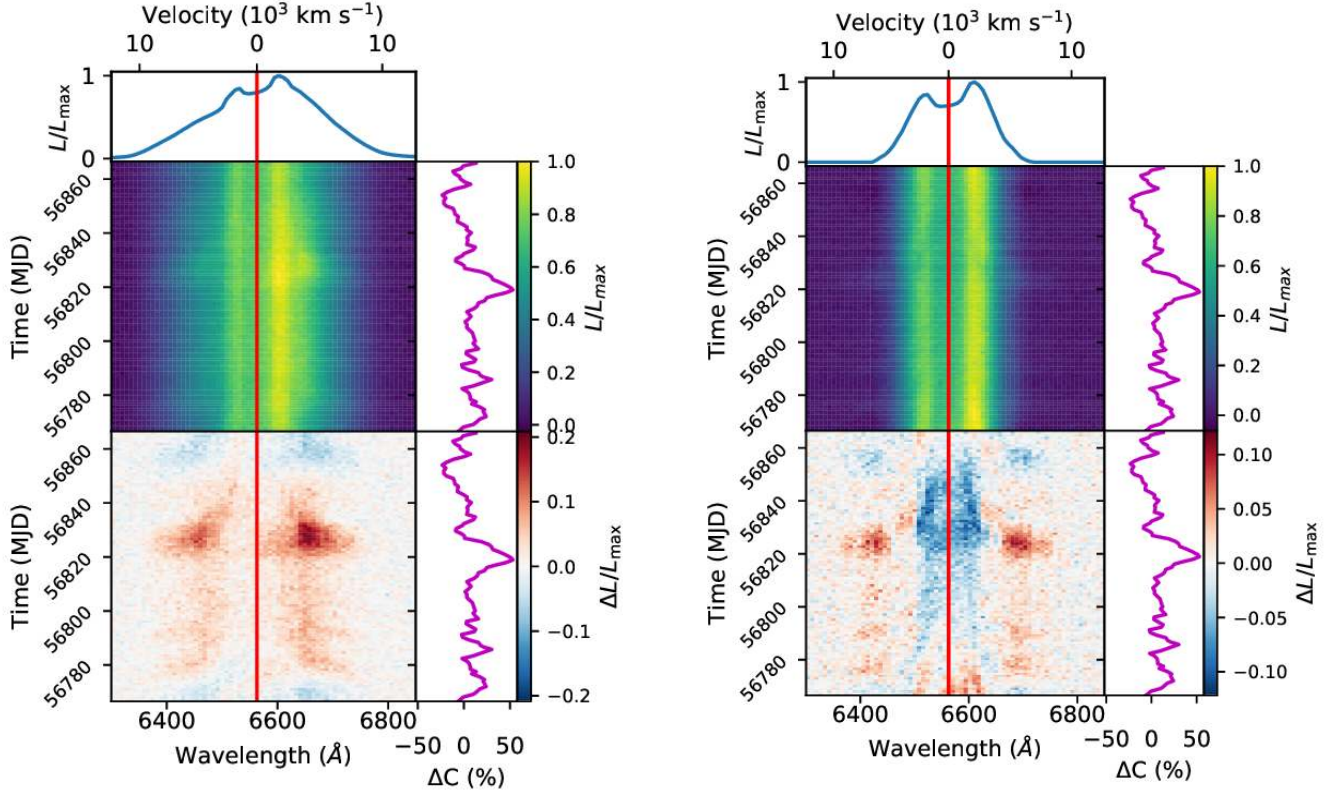 Velocity (10³ km s⁻¹)
10 0 10
1
0
L/Lmax
56860
56840
56820
56800
56780
Time (MJD)
1.0
0.8
0.6
0.4
0.2
0.0
L/Lmax
56860
56840
56820
56800
56780
Time (MJD)
0.2
0.1
0.0
−0.1
−0.2
ΔL/Lmax
6400 6600 6800
Wavelength (Å)
−50 0 50
ΔC (%)
Velocity (10³ km s⁻¹)
10 0 10
1
0
L/Lmax
56860
56840
56820
56800
56780
Time (MJD)
1.0
0.8
0.6
0.4
0.2
0.0
L/Lmax
56860
56840
56820
56800
56780
Time (MJD)
0.10
0.05
0.00
−0.05
−0.10
ΔL/Lmax
6400 6600 6800
Wavelength (Å)
−50 0 50
ΔC (%)